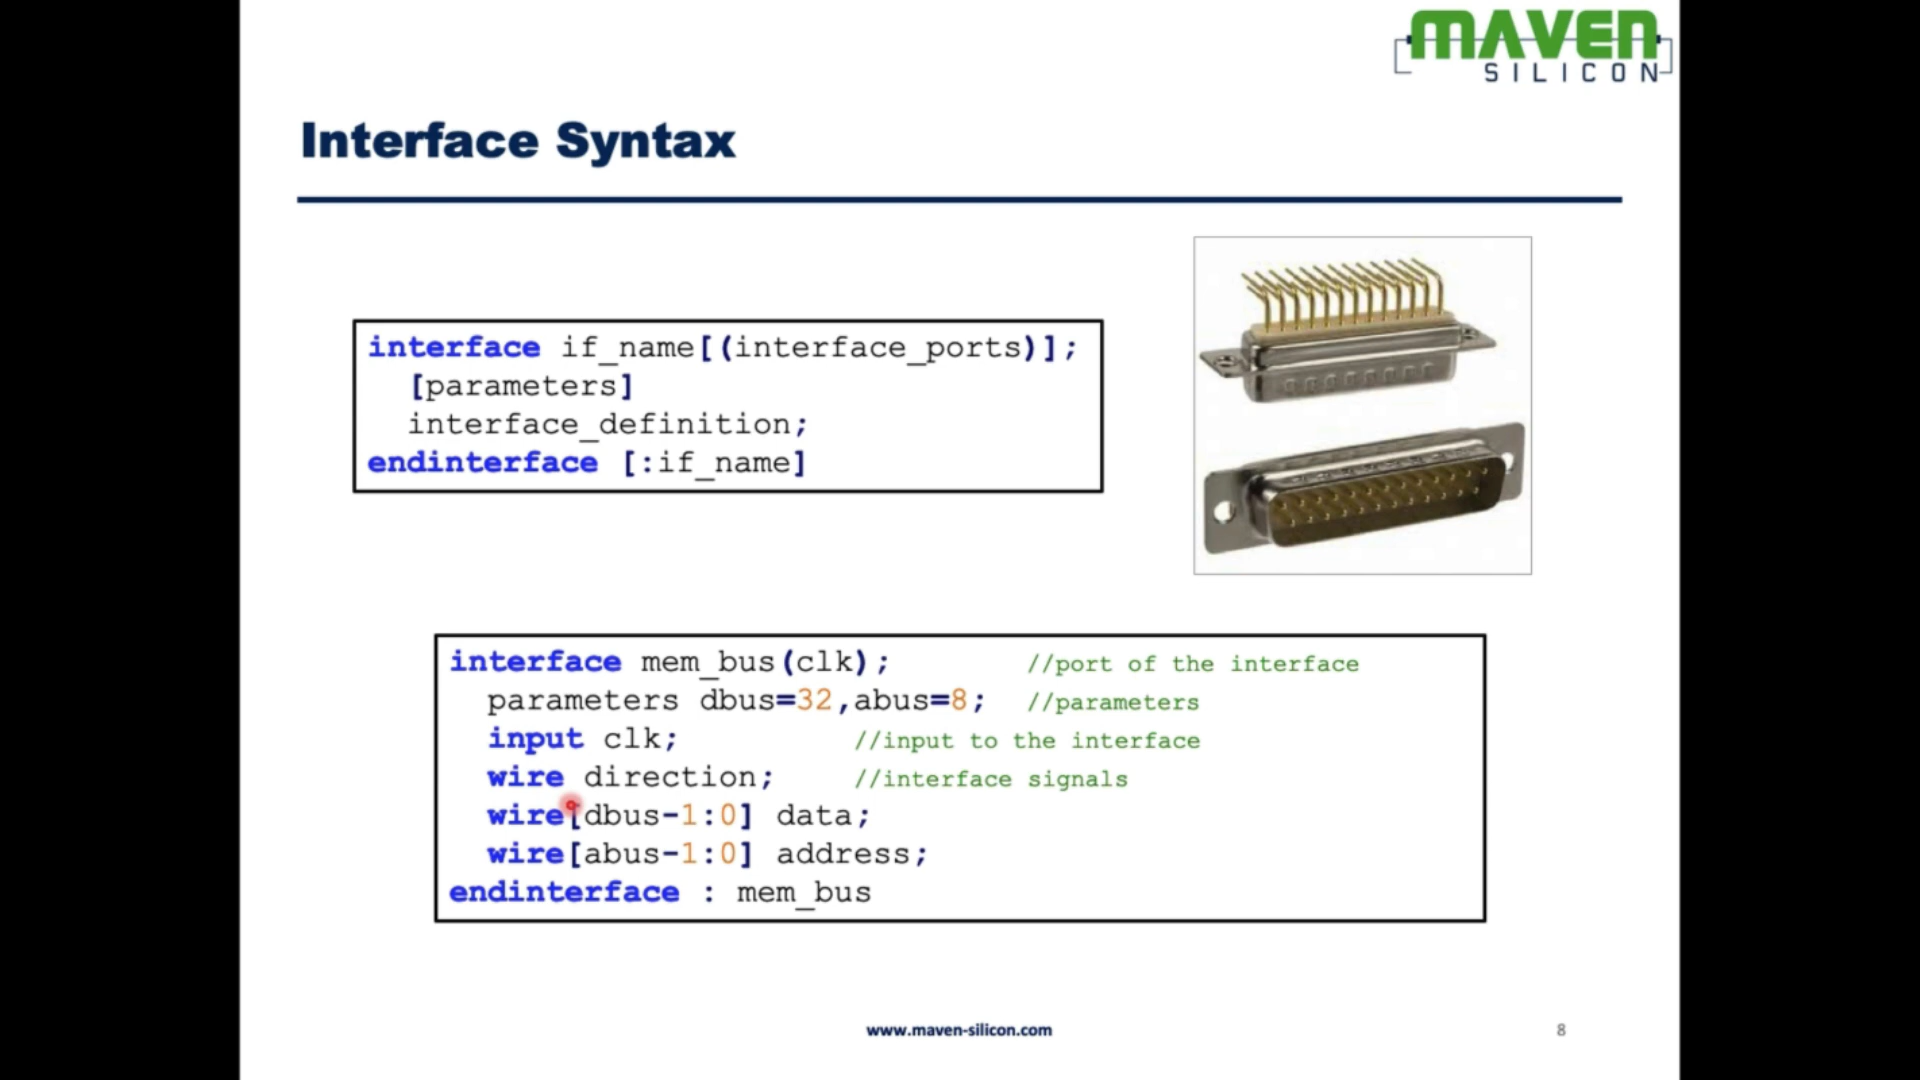 MAVEN
SILICON
Interface Syntax
interface if_name[(interface_ports)];
[parameters]
interface_definition;
endinterface [:if_name]
interface mem_bus(clk); //port of the interface
parameters dbus=32,abus=8; //parameters
input clk; //input to the interface
wire direction; //interface signals
wire[dbus-1:0] data;
wire[abus-1:0] address;
endinterface : mem_bus
www.maven-silicon.com
8